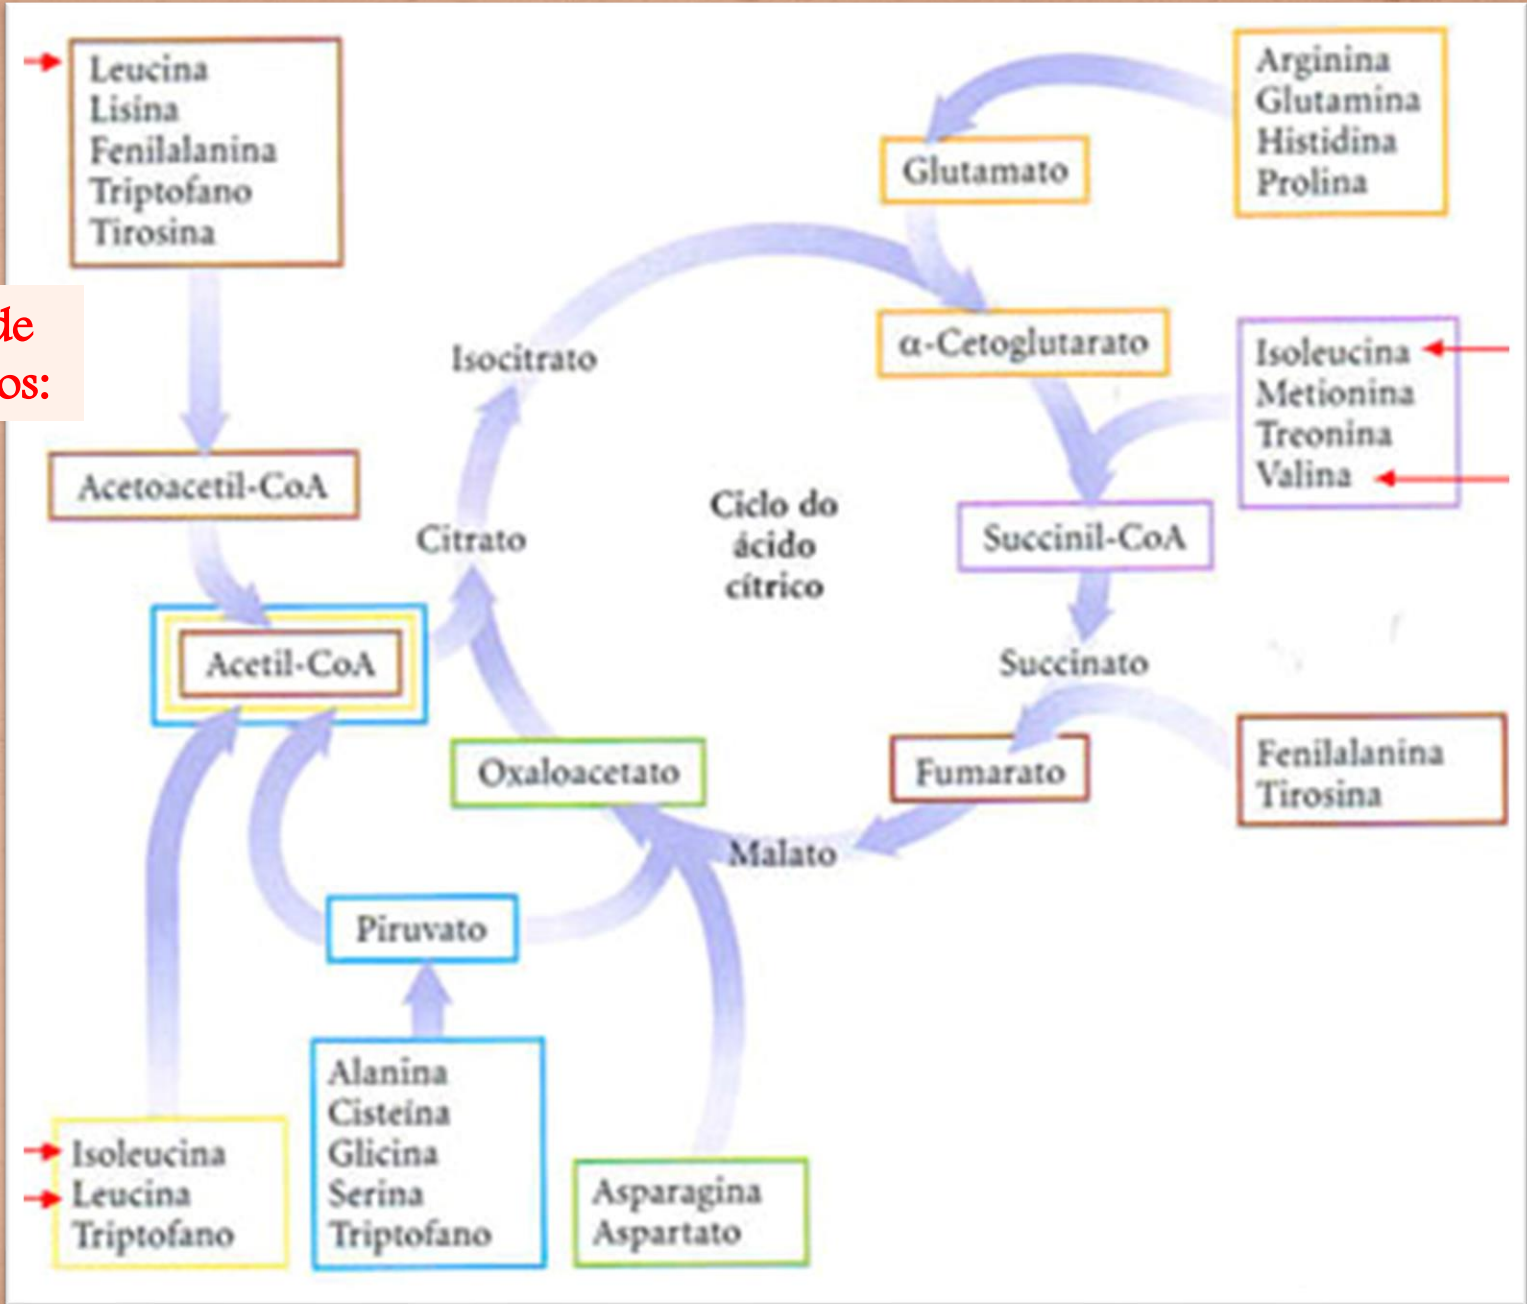 Leucina
Lisina
Fenilalanina
Triptofano
Tirosina
Arginina
Glutamina
Histidina
Prolina
Glutamato
de
os:
Isocitrato
α-Cetoglutarato
Isoleucina
Metionina
Treonina
Valina
Acetoacetil-CoA
Ciclo do
ácido
cítrico
Citrato
Succinil-CoA
Acetil-CoA
Succinato
Oxaloacetato
Fumarato
Fenilalanina
Tirosina
Malato
Piruvato
Isoleucina
Leucina
Triptofano
Alanina
Cisteína
Glicina
Serina
Triptofano
Asparagina
Aspartato